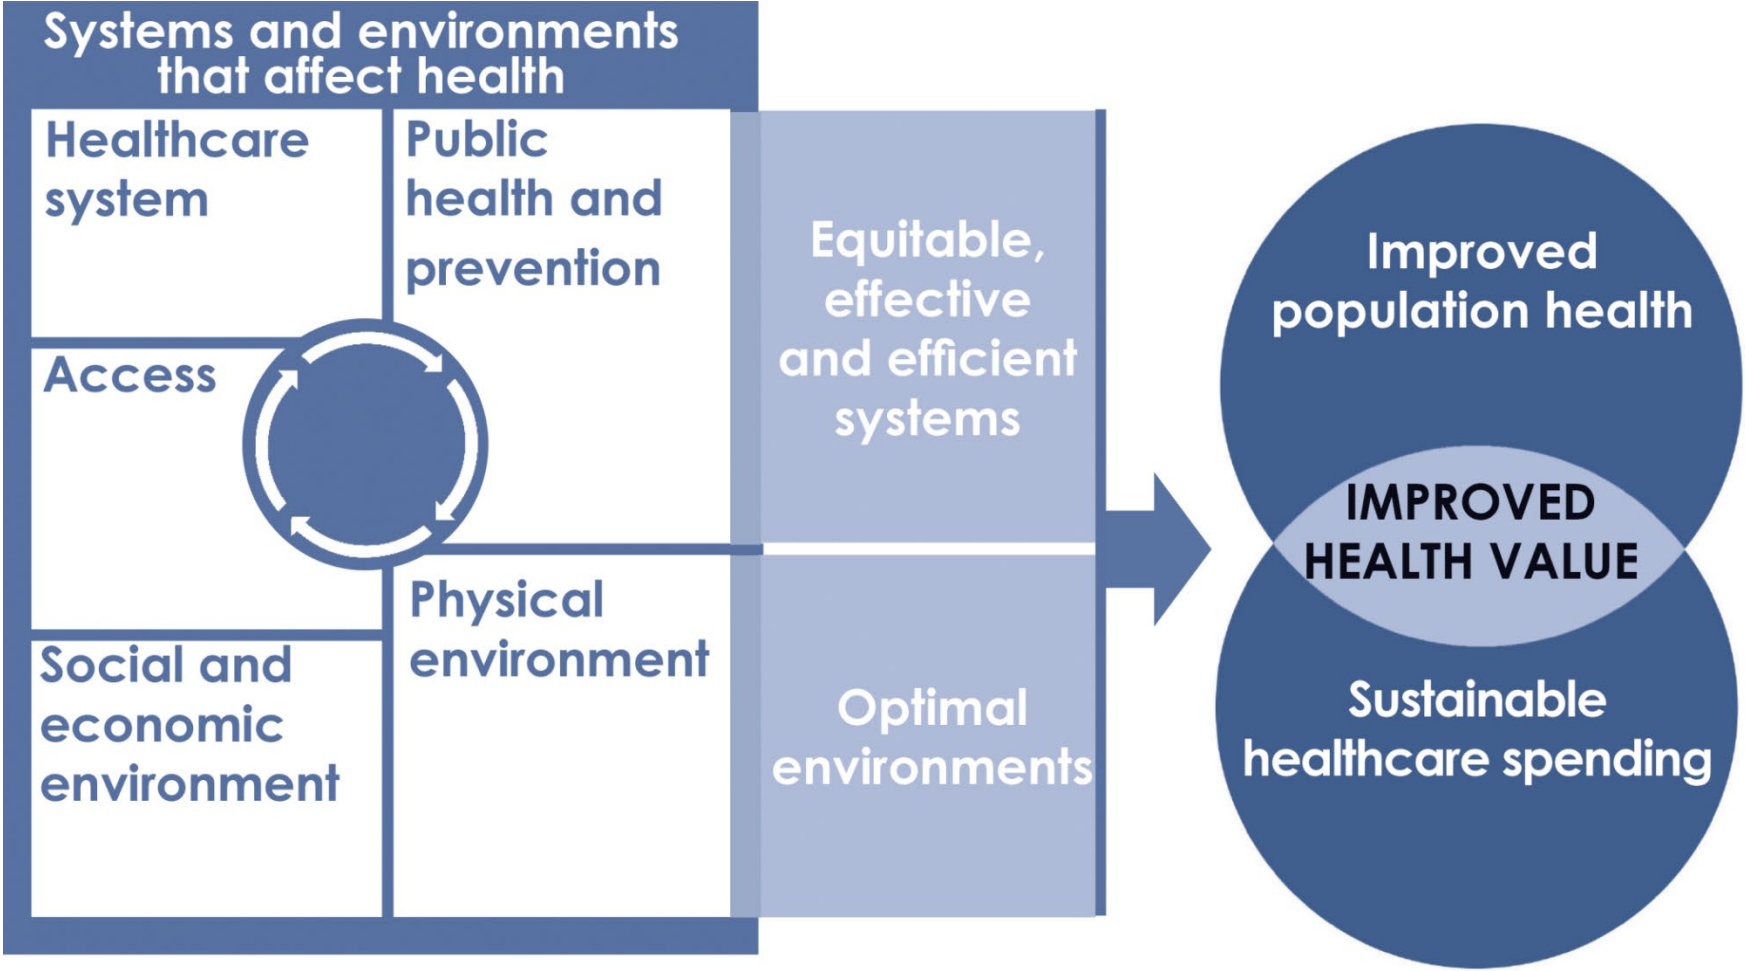 Systems and environments
that affect health
Healthcare
system
Public
health and
prevention
Access
Social and
economic
environment
Physical
environment
Equitable,
effective
and efficient
systems
Optimal
environments
Improved
population health
IMPROVED
HEALTH VALUE
Sustainable
healthcare spending